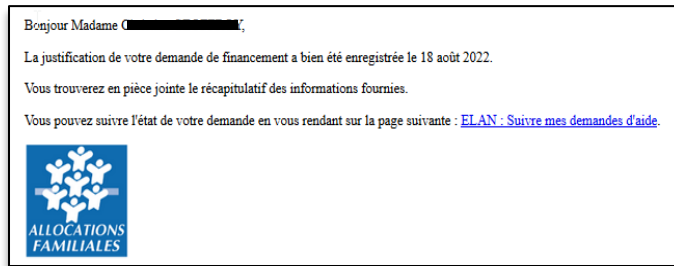 Bonjour Madame
La justification de votre demande de financement a bien été enregistrée le 18 août 2022.
Vous trouverez en pièce jointe le récapitulatif des informations fournies.
Vous pouvez suivre l'état de votre demande en vous rendant sur la page suivante : ELAN : Suivre mes demandes d'aide.
ALLOCATIONS
FAMILIALES